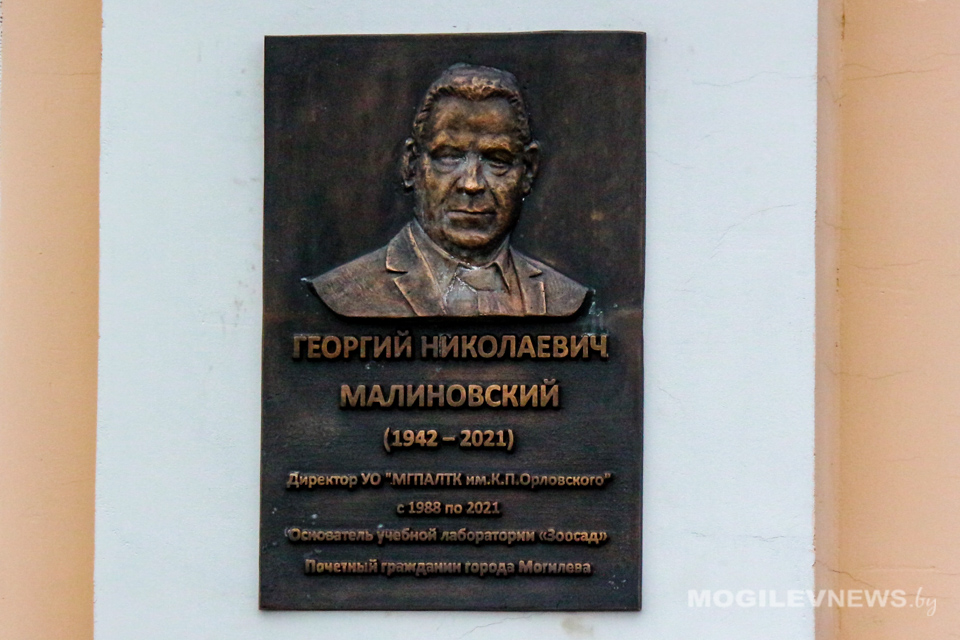 ГЕОРГИЙ НИКОЛАЕВИЧ
МАЛИНОВСКИЙ
(1942 – 2021)
Директор УО "МГПАЛТК им.К.П.Орловского"
с 1988 по 2021
Основатель учебной лаборатории «Зоосад»
Почетный гражданин города Могилева
MOGILEVNEWS.by